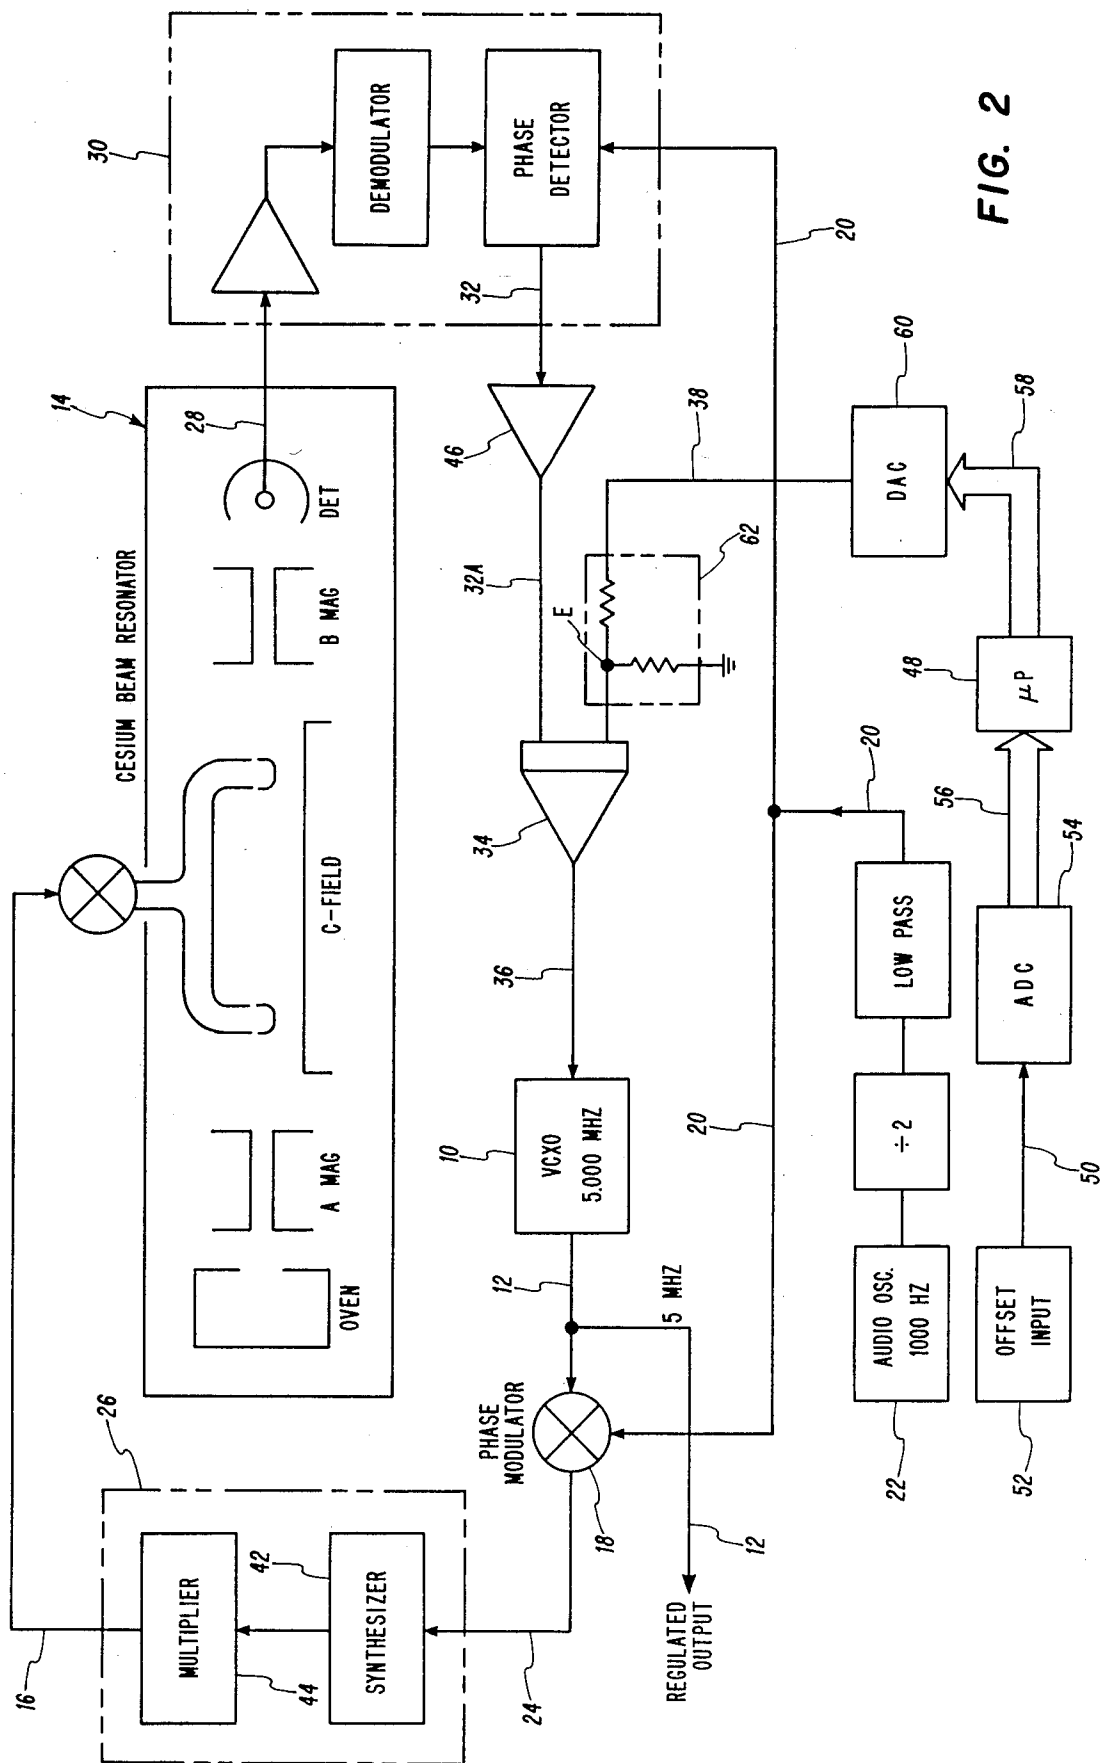 FIG. 2
CESIUM BEAM RESONATOR
14
OVEN
A MAG
C-FIELD
B MAG
DET
28
30
DEMODULATOR
PHASE
DETECTOR
32
16
26
MULTIPLIER
44
42
SYNTHESIZER
24
PHASE
MODULATOR
18
12
10
VCXO
5.000 MHZ
36
34
32A
46
E
62
38
5 MHZ
12
REGULATED
OUTPUT
20
20
20
22
AUDIO OSC.
1000 HZ
÷2
LOW PASS
52
OFFSET
INPUT
50
ADC
54
56
48
μP
58
DAC
60